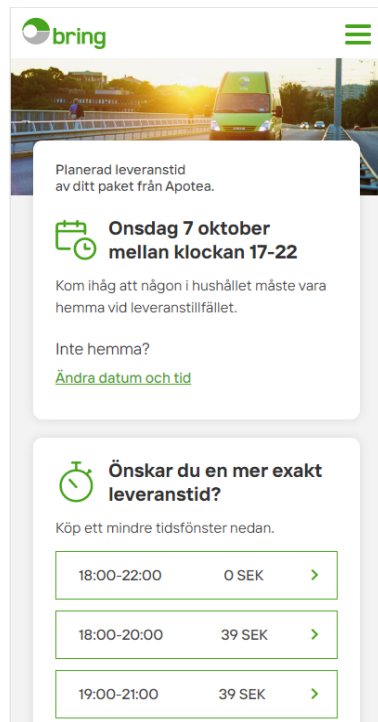 bring
Planerad leveranstid
av ditt paket från Apotea.
Onsdag 7 oktober
mellan klockan 17-22
Kom ihåg att någon i hushållet måste vara
hemma vid leveranstillfället.
Inte hemma?
Ändra datum och tid
Önskar du en mer exakt
leveranstid?
Köp ett mindre tidsfönster nedan.
18:00-22:00 0 SEK
18:00-20:00 39 SEK
19:00-21:00 39 SEK